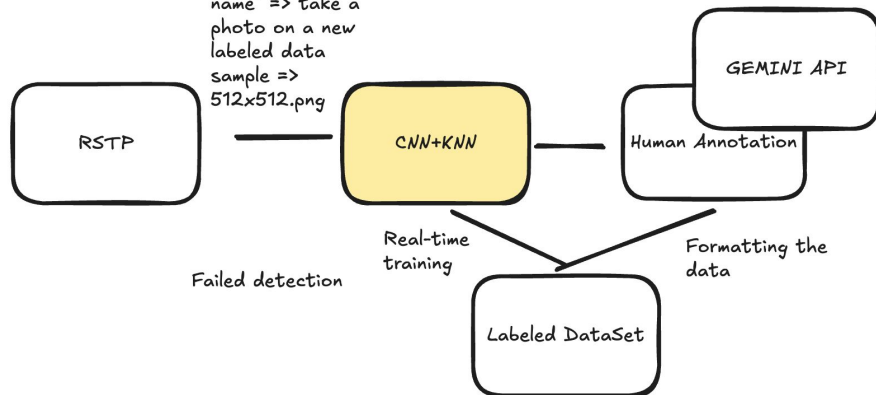 name => take a
photo on a new
labeled data
sample =>
512x512.png
GEMINI API
RSTP
CNN+KNN
Human Annotation
Real-time
training
Formatting the
data
Failed detection
Labeled DataSet